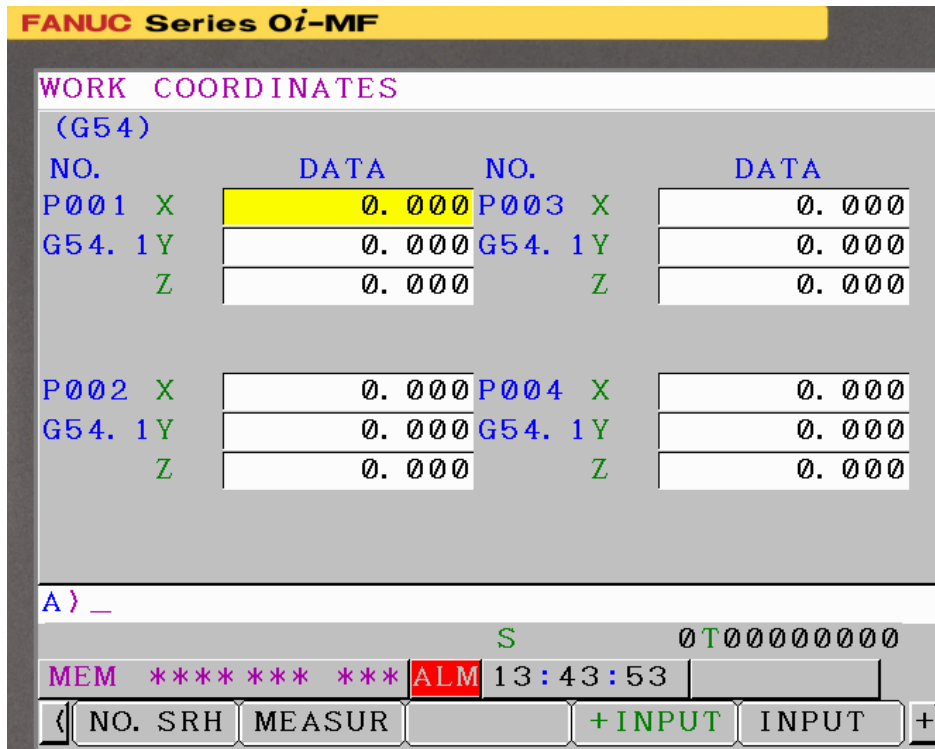 FANUC Series 0i-MF
WORK COORDINATES
(G54)
NO. DATA NO. DATA
P001 X 0.000 P003 X 0.000
G54.1 Y 0.000 G54.1 Y 0.000
Z 0.000 Z 0.000
P002 X 0.000 P004 X 0.000
G54.1 Y 0.000 G54.1 Y 0.000
Z 0.000 Z 0.000
A)_
S 0T00000000
MEM **** *** *** ALM 13:43:53
( NO. SRH MEASUR +INPUT INPUT +